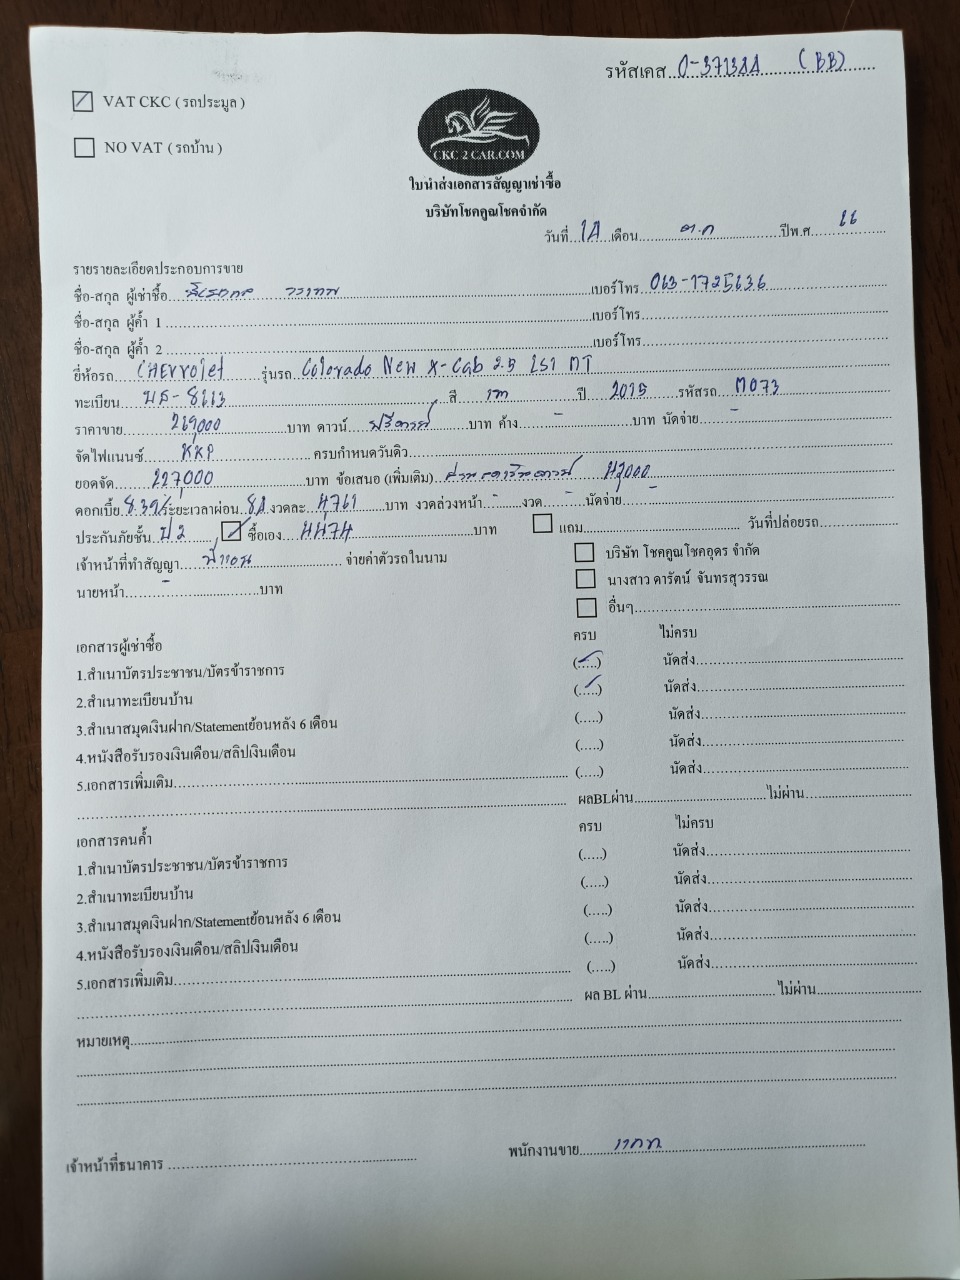 รหัสเคส 0-37138A (BB)
VAT CKC (รถประมูล)
NO VAT (รถบ้าน)
CKC 2 CAR.COM
ใบนำส่งเอกสารสัญญาเช่าซื้อ
บริษัทโชคคูณโชคจำกัด
วันที่ เดือน ต.ค ปีพ.ศ. 66
รายรายละเอียดประกอบการขาย
ชื่อ-สกุล ผู้เช่าซื้อ เบอร์โทร 063-1725636
ชื่อ-สกุล ผู้ค้ำ 1 เบอร์โทร
ชื่อ-สกุล ผู้ค้ำ 2 เบอร์โทร
ยี่ห้อรถ CHEVROLET รุ่นรถ Colorado New X-Cab 2.5 LS1 MT
ทะเบียน สี เทา ปี 2015 รหัสรถ M073
ราคาขาย 269,000 บาท ดาวน์ ฟรีดาวน์ บาท ค้าง - บาท นัดจ่าย -
จัดไฟแนนซ์ KKP ครบกำหนดวันคิว
ยอดจัด 227,000 บาท ข้อเสนอ (เพิ่มเติม) 42,000
ดอกเบี้ย 8.39% ระยะเวลาผ่อน 84 งวดละ 4,761 บาท งวดล่วงหน้า - งวด - นัดจ่าย -
ประกันภัยชั้น ป 2 ซื้อเอง บาท แถม วันที่ปล่อยรถ
เจ้าหน้าที่ทำสัญญา จ่ายค่าตัวรถในนาม บริษัท โชคคูณโชคอุดร จำกัด
นายหน้า - บาท นางสาว ดารัตน์ จันทรสุวรรณ
อื่นๆ
เอกสารผู้เช่าซื้อ ครบ ไม่ครบ
1.สำเนาบัตรประชาชน/บัตรข้าราชการ (.....) นัดส่ง
2.สำเนาทะเบียนบ้าน (.....) นัดส่ง
3.สำเนาสมุดเงินฝาก/Statementย้อนหลัง 6 เดือน (.....) นัดส่ง
4.หนังสือรับรองเงินเดือน/สลิปเงินเดือน (.....) นัดส่ง
5.เอกสารเพิ่มเติม (.....) นัดส่ง
ผลBLผ่าน ไม่ผ่าน
เอกสารคนค้ำ ครบ ไม่ครบ
1.สำเนาบัตรประชาชน/บัตรข้าราชการ (.....) นัดส่ง
2.สำเนาทะเบียนบ้าน (.....) นัดส่ง
3.สำเนาสมุดเงินฝาก/Statementย้อนหลัง 6 เดือน (.....) นัดส่ง
4.หนังสือรับรองเงินเดือน/สลิปเงินเดือน (.....) นัดส่ง
5.เอกสารเพิ่มเติม (.....) นัดส่ง
ผล BL ผ่าน ไม่ผ่าน
หมายเหตุ
เจ้าหน้าที่ธนาคาร พนักงานขาย